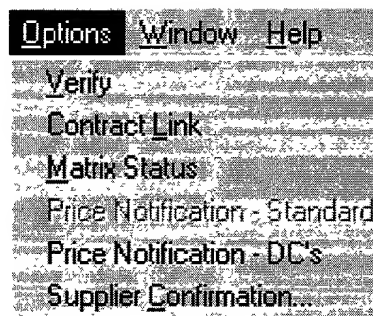 Options Window Help
Verify
Contract Link
Matrix Status
Price Notification - Standard
Price Notification - DC's
Supplier Confirmation...